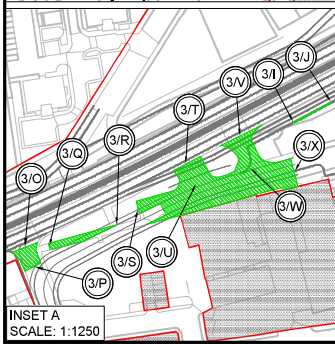 3/J
3/I
3/V
3/T
3/R
3/Q
3/O
3/X
3/W
3/U
3/S
3/P
INSET A
SCALE: 1:1250